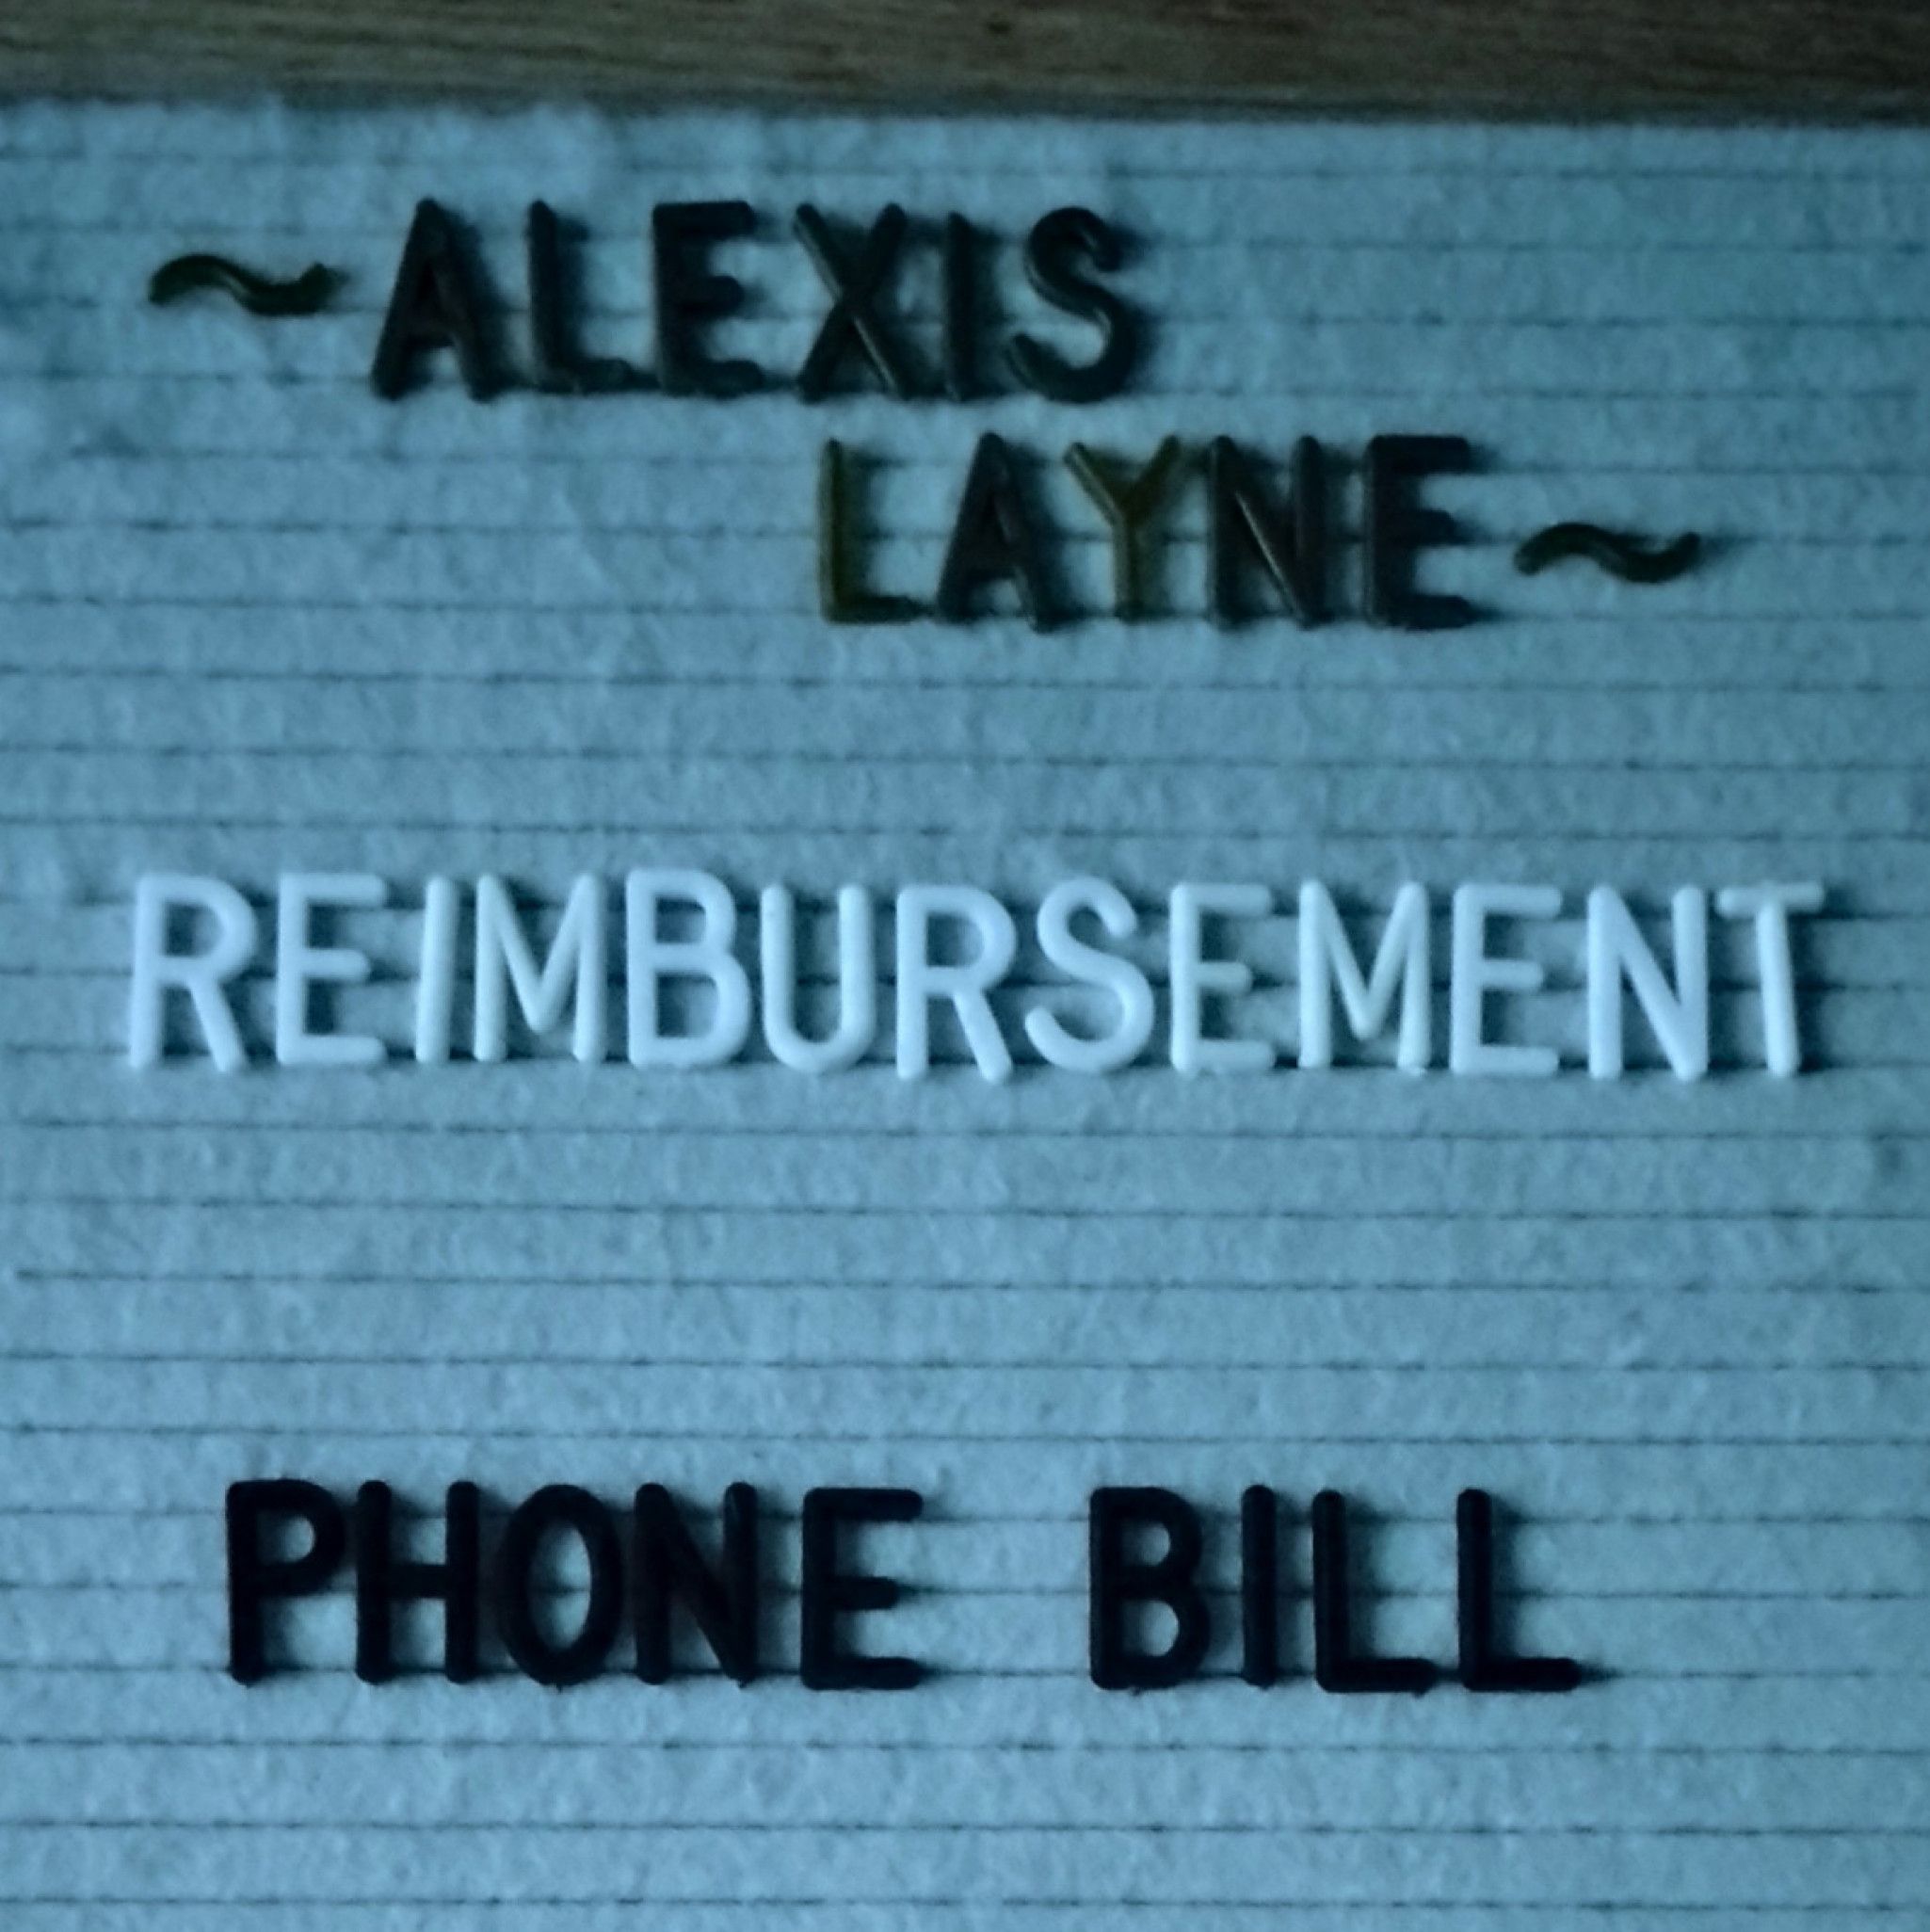 ~ALEXIS
LAYNE~
REIMBURSEMENT
PHONE BILL